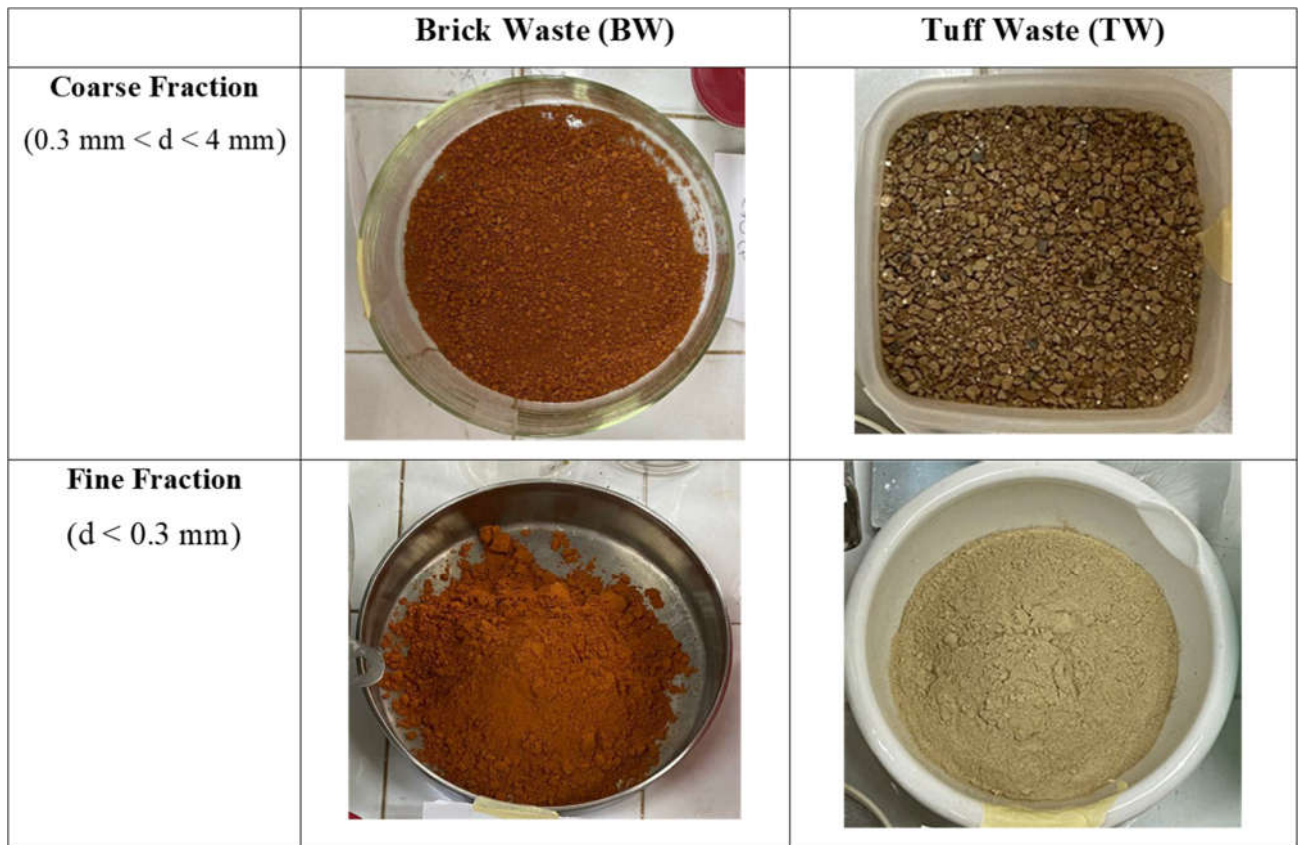 Brick Waste (BW)
Tuff Waste (TW)
Coarse Fraction
(0.3 mm < d < 4 mm)
Fine Fraction
(d < 0.3 mm)